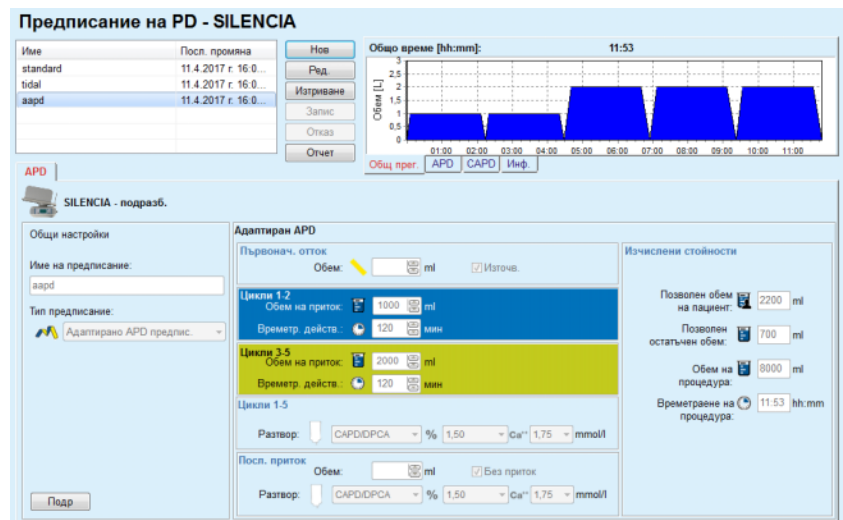 Предписание на PD - SILENCIA
Име Посл. промяна
standard 11.4.2017 г. 16:0...
tidal 11.4.2017 г. 16:0...
aapd 11.4.2017 г. 16:0...
Нов
Ред.
Изтриване
Запис
Отказ
Отчет
Общо време [hh:mm]: 11:53
Обем [L]
3
2,5
2
1,5
1
0,5
0
01:00 02:00 03:00 04:00 05:00 06:00 07:00 08:00 09:00 10:00 11:00
Общ прег. APD CAPD Инф.
APD
SILENCIA - подразб.
Общи настройки
Име на предписание:
aapd
Тип предписание:
Адаптирано APD предпис.
Подр
Адаптиран APD
Първонач. отток
Обем: ml Източв.
Цикли 1-2
Обем на приток: 1000 ml
Времетр. действ.: 120 мин
Цикли 3-5
Обем на приток: 2000 ml
Времетр. действ.: 120 мин
Цикли 1-5
Разтвор: CAPD/DPCA % 1,50 Ca++ 1,75 mmol/l
Посл. приток
Обем: ml Без приток
Разтвор: CAPD/DPCA % 1,50 Ca++ 1,75 mmol/l
Изчислени стойности
Позволен обем на пациент: 2200 ml
Позволен остатъчен обем: 700 ml
Обем на процедура: 8000 ml
Времетраене на процедура: 11:53 hh:mm